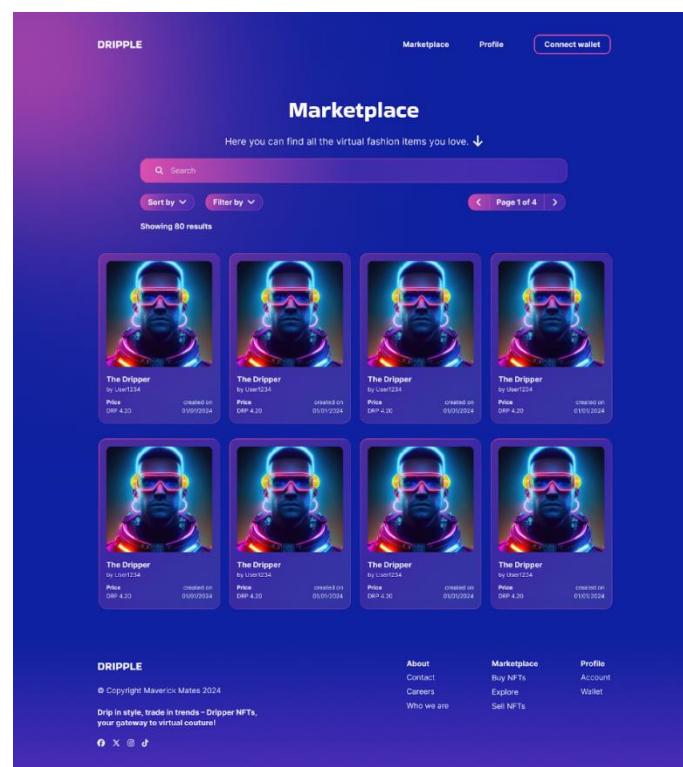 DRIPPLE
Marketplace Profile Connect wallet
Marketplace
Here you can find all the virtual fashion items you love.
Search
Sort by Filter by Page 1 of 4
Showing 80 results
The Dripper The Dripper The Dripper The Dripper
by User1234 by User1234 by User1234 by User1234
Price created on Price created on Price created on Price created on
DRP 4.20 01/01/2024 DRP 4.20 01/01/2024 DRP 4.20 01/01/2024 DRP 4.20 01/01/2024
The Dripper The Dripper The Dripper The Dripper
by User1234 by User1234 by User1234 by User1234
Price created on Price created on Price created on Price created on
DRP 4.20 01/01/2024 DRP 4.20 01/01/2024 DRP 4.20 01/01/2024 DRP 4.20 01/01/2024
DRIPPLE
© Copyright Maverick Mates 2024
Drip in style, trade in trends – Dripper NFTs,
your gateway to virtual couture!
About
Contact
Careers
Who we are
Marketplace
Buy NFTs
Explore
Sell NFTs
Profile
Account
Wallet